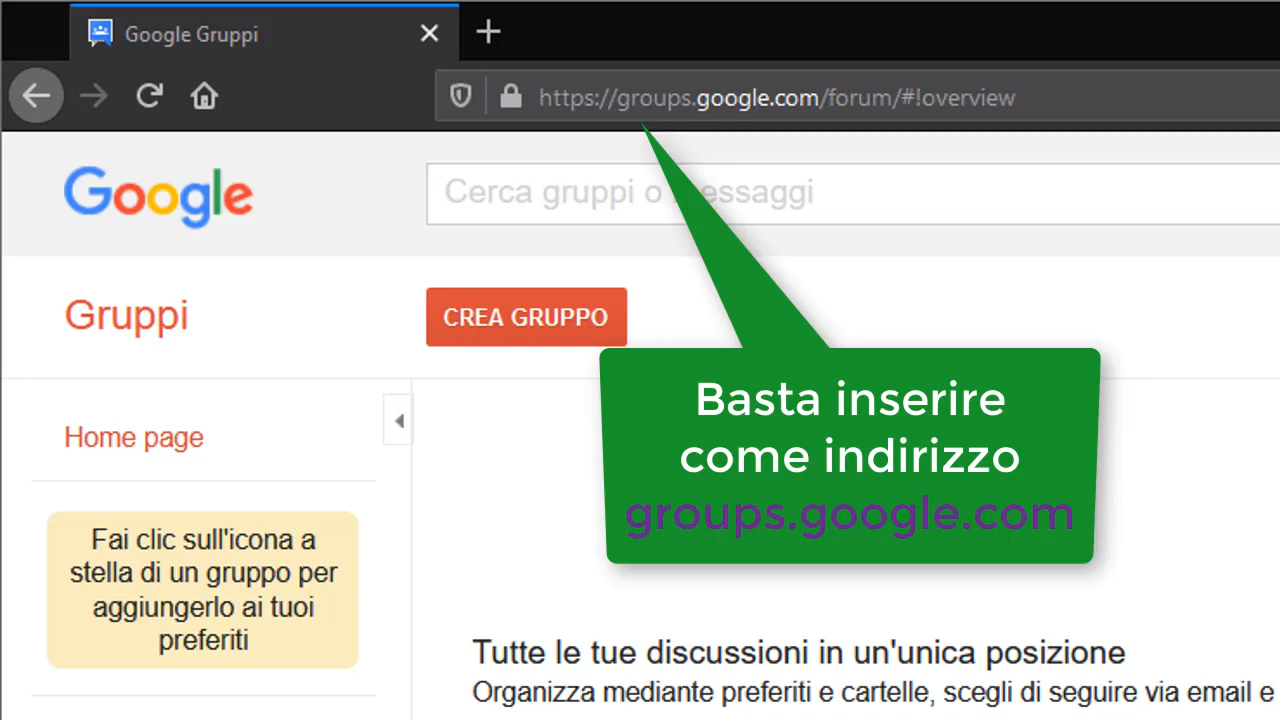 Google Gruppi
https://groups.google.com/forum/#!overview
Google
Cerca gruppi o messaggi
Gruppi
CREA GRUPPO
Basta inserire
come indirizzo
groups.google.com
Home page
Fai clic sull'icona a
stella di un gruppo per
aggiungerlo ai tuoi
preferiti
Tutte le tue discussioni in un'unica posizione
Organizza mediante preferiti e cartelle, scegli di seguire via email e